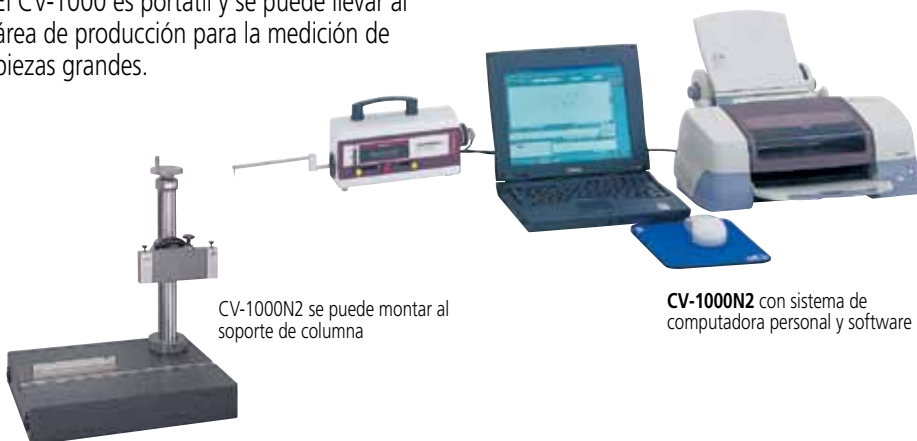 El CV-1000 es portátil y se puede llevar al
área de producción para la medición de
piezas grandes.
CV-1000N2 se puede montar al
soporte de columna
CV-1000N2 con sistema de
computadora personal y software